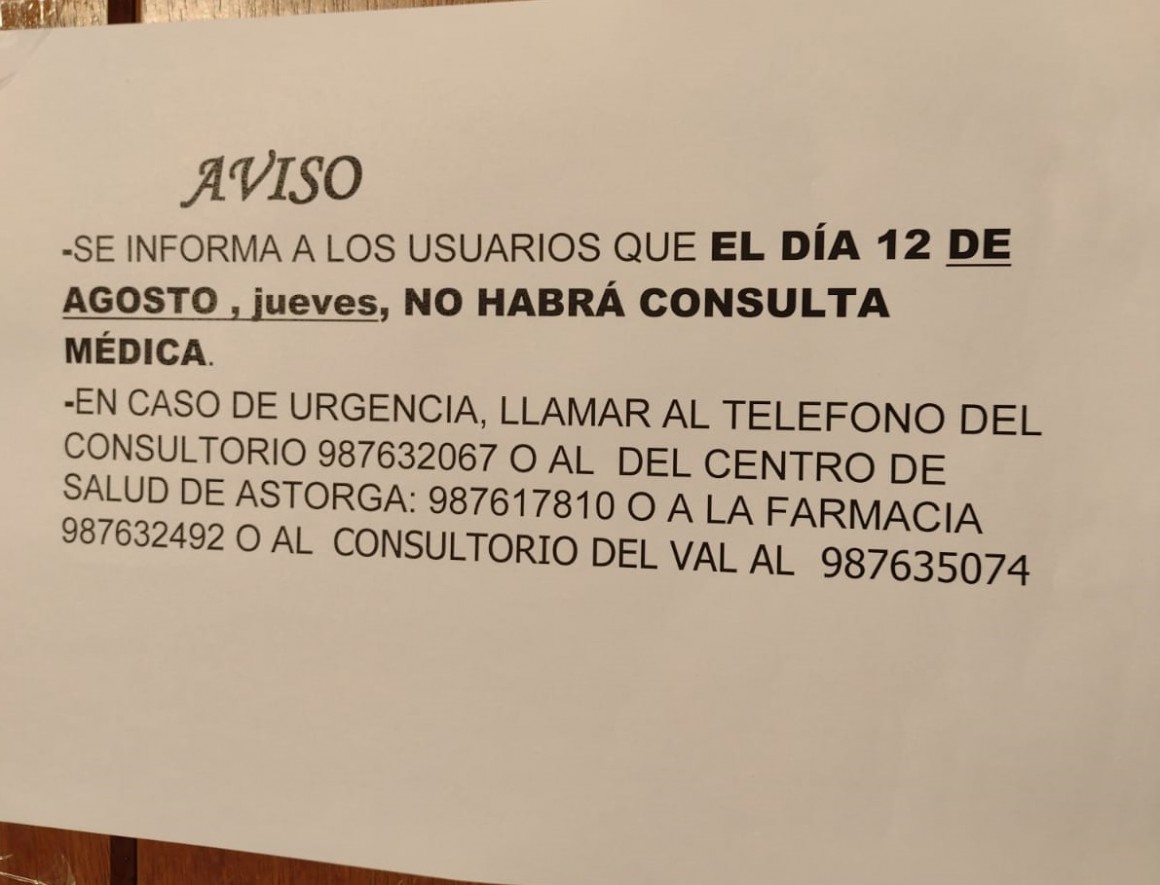 AVISO
-SE INFORMA A LOS USUARIOS QUE EL DÍA 12 DE
AGOSTO , jueves, NO HABRÁ CONSULTA
MÉDICA.
-EN CASO DE URGENCIA, LLAMAR AL TELEFONO DEL
CONSULTORIO 987632067 O AL DEL CENTRO DE
SALUD DE ASTORGA: 987617810 O A LA FARMACIA
987632492 O AL CONSULTORIO DEL VAL AL 987635074